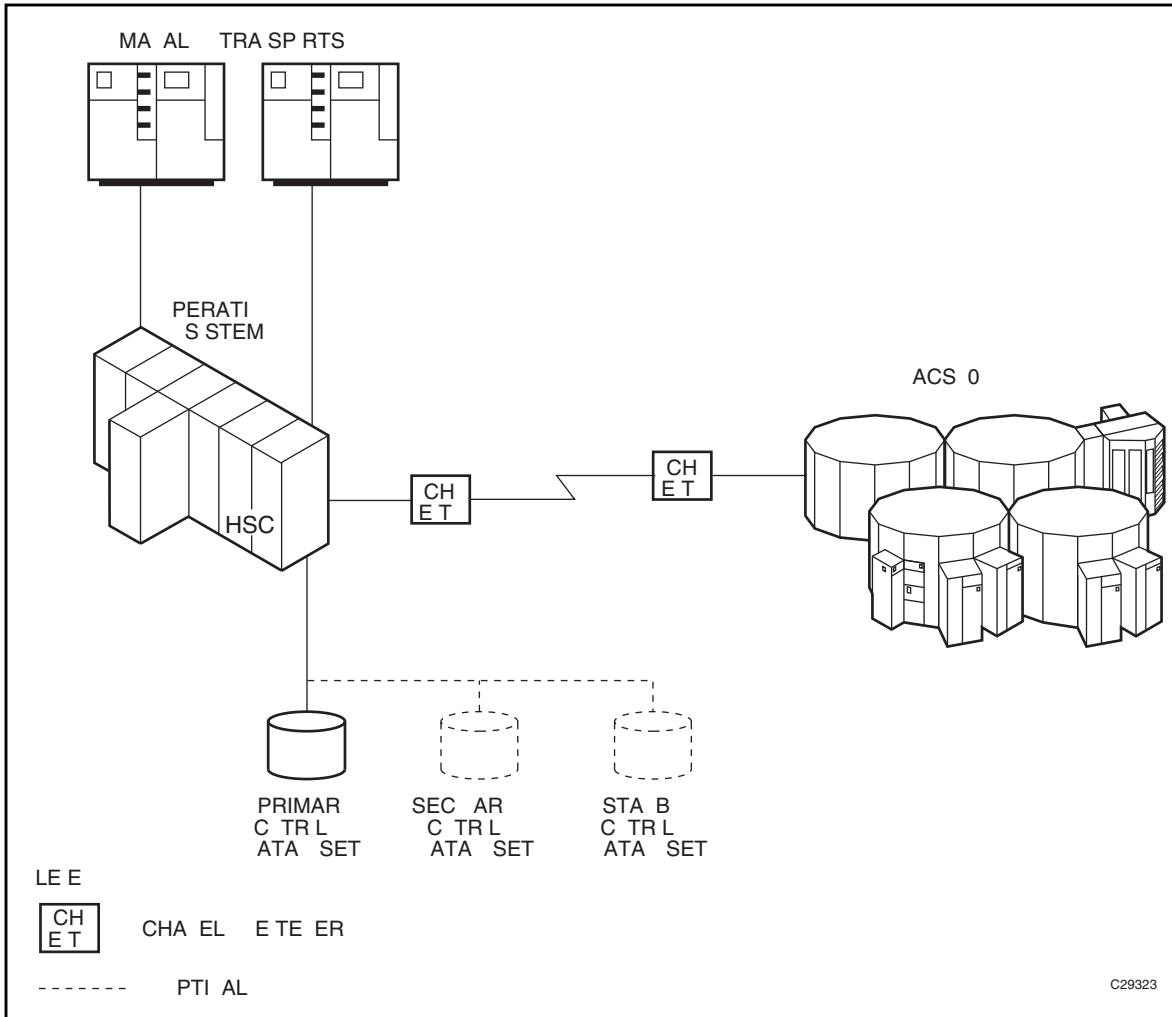 MA AL TRA SP RTS
PERATI
S STEM
ACS 0
CH
E T
CH
E T
HSC
PRIMAR
C TR L
ATA SET
SEC AR
C TR L
ATA SET
STA B
C TR L
ATA SET
LE E
CH
E T
CHA EL E TE ER
PTI AL
C29323